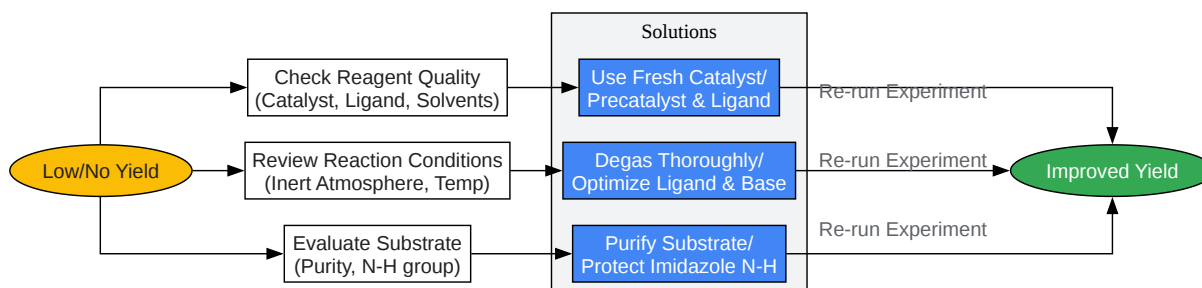 Solutions
Check Reagent Quality
(Catalyst, Ligand, Solvents)
Use Fresh Catalyst/
Precatalyst & Ligand
Re-run Experiment
Low/No Yield
Review Reaction Conditions
(Inert Atmosphere, Temp)
Degas Thoroughly/
Optimize Ligand & Base
Re-run Experiment
Improved Yield
Evaluate Substrate
(Purity, N-H group)
Purify Substrate/
Protect Imidazole N-H
Re-run Experiment